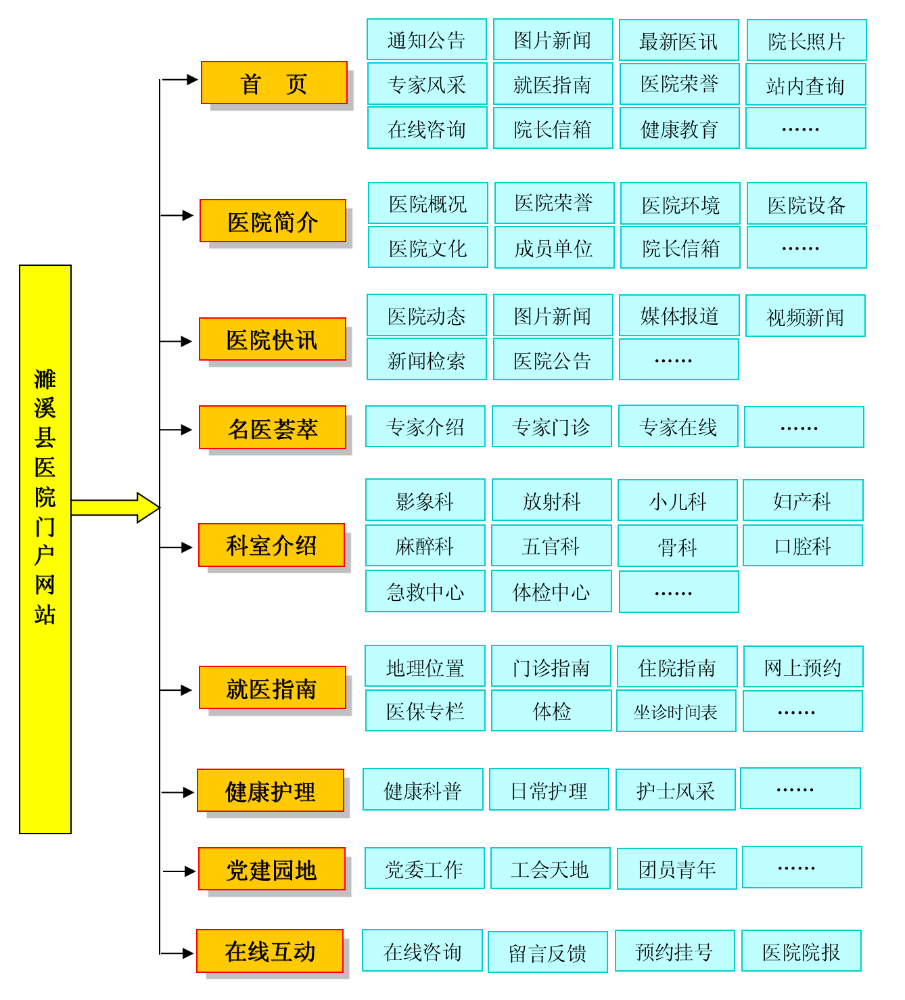 濉溪县医院门户网站
首 页
通知公告 图片新闻 最新医讯 院长照片
专家风采 就医指南 医院荣誉 站内查询
在线咨询 院长信箱 健康教育 ……
医院简介
医院概况 医院荣誉 医院环境 医院设备
医院文化 成员单位 院长信箱 ……
医院快讯
医院动态 图片新闻 媒体报道 视频新闻
新闻检索 医院公告 ……
名医荟萃
专家介绍 专家门诊 专家在线 ……
科室介绍
影象科 放射科 小儿科 妇产科
麻醉科 五官科 骨科 口腔科
急救中心 体检中心 ……
就医指南
地理位置 门诊指南 住院指南 网上预约
医保专栏 体检 坐诊时间表 ……
健康护理
健康科普 日常护理 护士风采 ……
党建园地
党委工作 工会天地 团员青年 ……
在线互动
在线咨询 留言反馈 预约挂号 医院院报